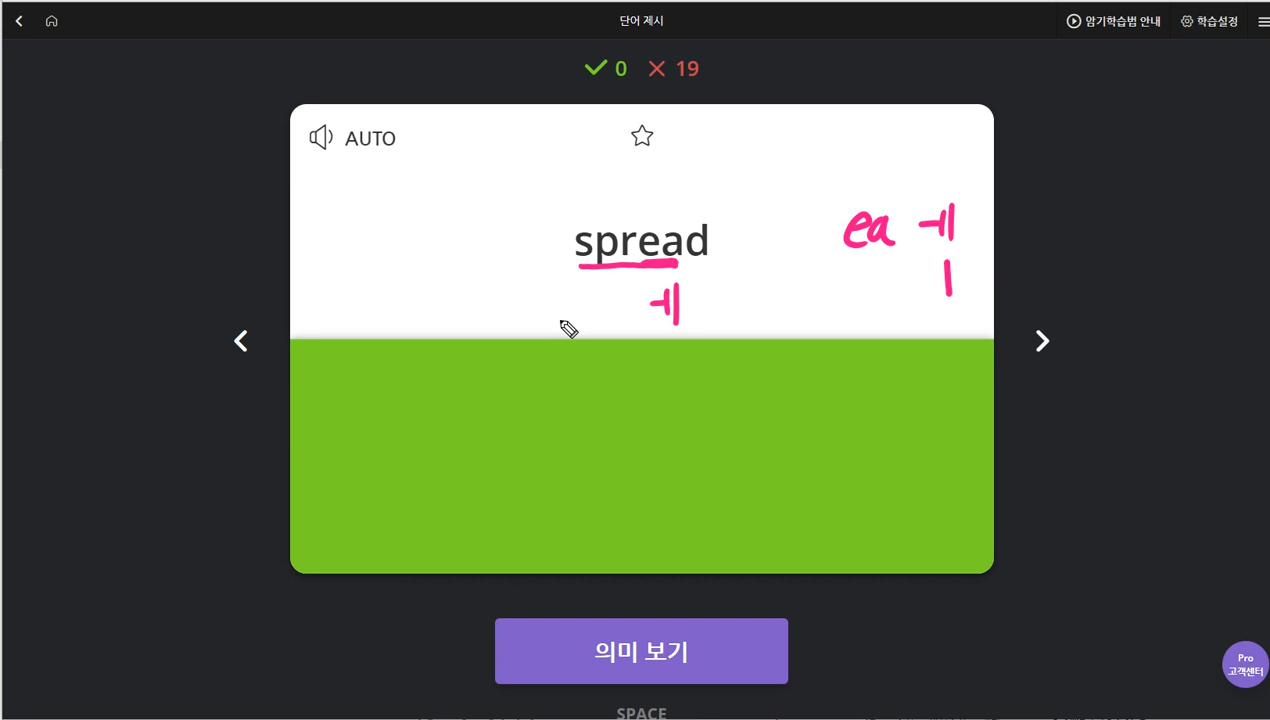 단어 제시
암기학습법 안내
학습설정
0
19
AUTO
spread
ea ㅔ
ㅣ
ㅔ
의미 보기
SPACE
Pro
고객센터